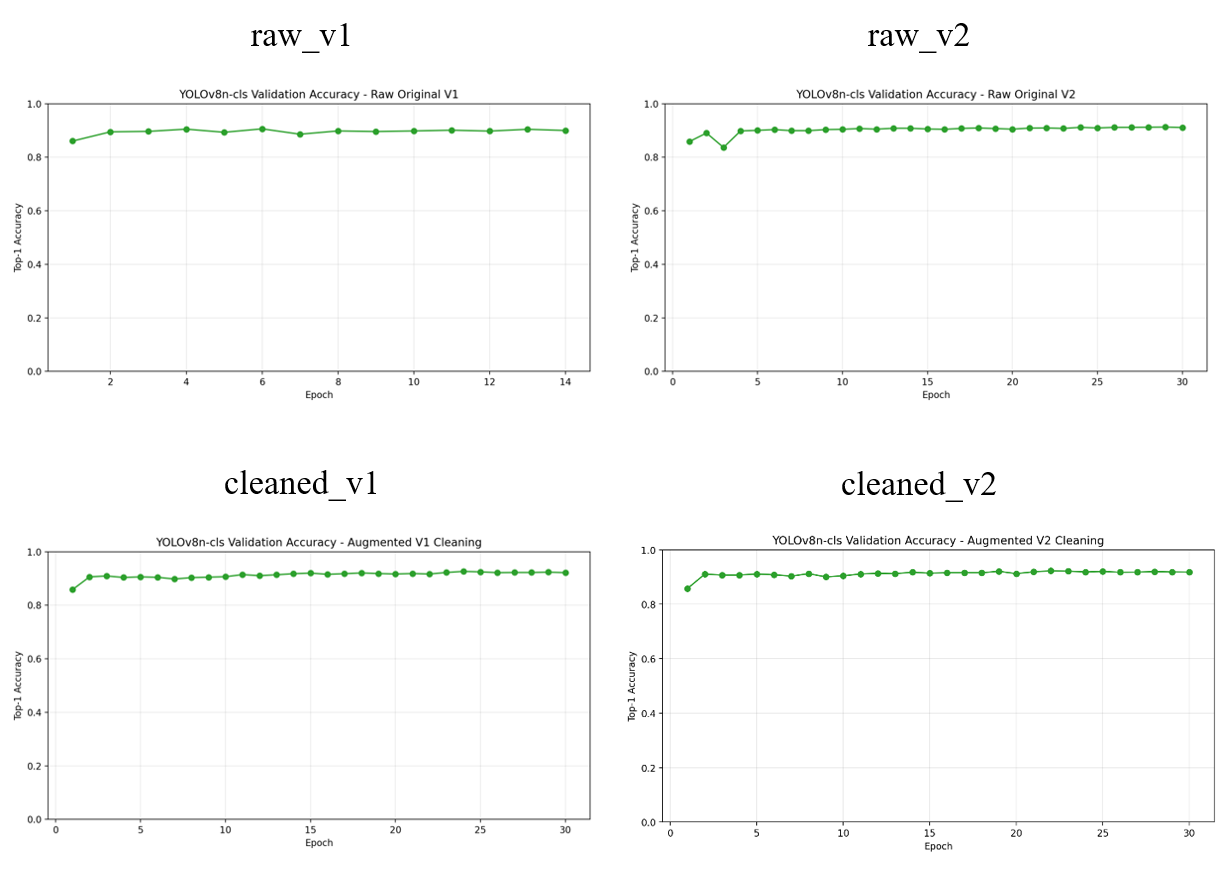 raw_v1
YOLOv8n-cls Validation Accuracy - Raw Original V1
1.0
0.8
0.6
0.4
0.2
0.0
Top-1 Accuracy
2 4 6 8 10 12 14
Epoch
raw_v2
YOLOv8n-cls Validation Accuracy - Raw Original V2
1.0
0.8
0.6
0.4
0.2
0.0
Top-1 Accuracy
0 5 10 15 20 25 30
Epoch
cleaned_v1
YOLOv8n-cls Validation Accuracy - Augmented V1 Cleaning
1.0
0.8
0.6
0.4
0.2
0.0
Top-1 Accuracy
0 5 10 15 20 25 30
Epoch
cleaned_v2
YOLOv8n-cls Validation Accuracy - Augmented V2 Cleaning
1.0
0.8
0.6
0.4
0.2
0.0
Top-1 Accuracy
0 5 10 15 20 25 30
Epoch